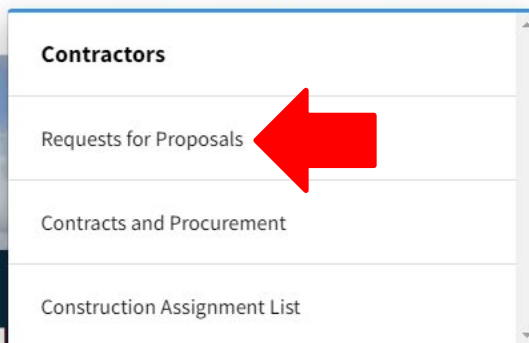 Contractors
Requests for Proposals
Contracts and Procurement
Construction Assignment List